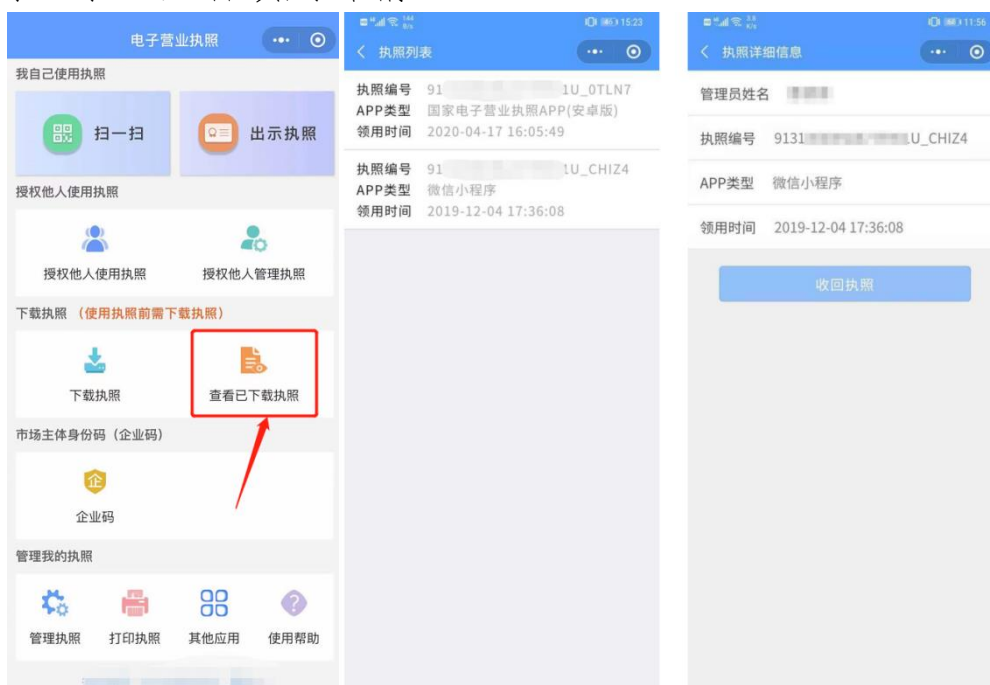 电子营业执照
我自己使用执照
扫一扫
出示执照
授权他人使用执照
授权他人使用执照
授权他人管理执照
下载执照 （使用执照前需下载执照）
下载执照
查看已下载执照
市场主体身份码（企业码）
企
企业码
管理我的执照
管理执照
打印执照
其他应用
使用帮助
15:23
执照列表
执照编号 91 1U_0TLN7
APP类型 国家电子营业执照APP(安卓版)
领用时间 2020-04-17 16:05:49
执照编号 91 1U_CHIZ4
APP类型 微信小程序
领用时间 2019-12-04 17:36:08
11:56
执照详细信息
管理员姓名
执照编号 9131 U_CHIZ4
APP类型 微信小程序
领用时间 2019-12-04 17:36:08
收回执照